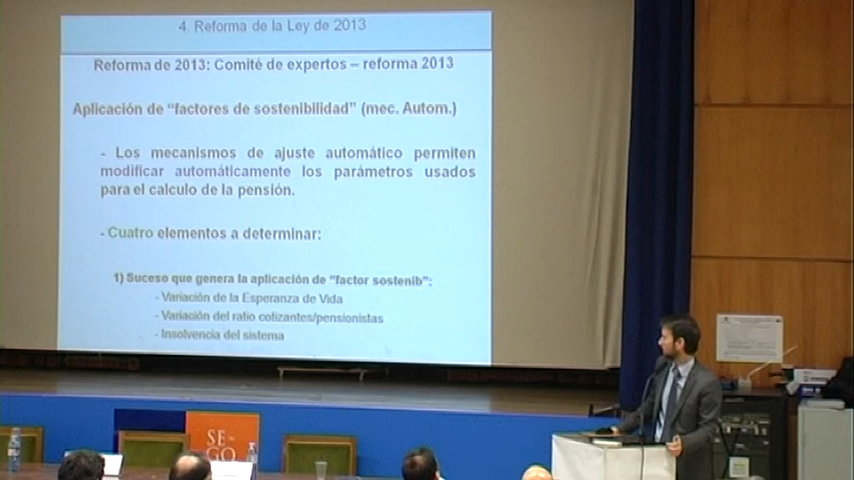 4. Reforma de la Ley de 2013
Reforma de 2013: Comité de expertos – reforma 2013
Aplicación de “factores de sostenibilidad” (mec. Autom.)
- Los mecanismos de ajuste automático permiten
modificar automáticamente los parámetros usados
para el calculo de la pensión.
- Cuatro elementos a determinar:
1) Suceso que genera la aplicación de “factor sostenib”:
- Variación de la Esperanza de Vida
- Variación del ratio cotizantes/pensionistas
- Insolvencia del sistema
SE
GO